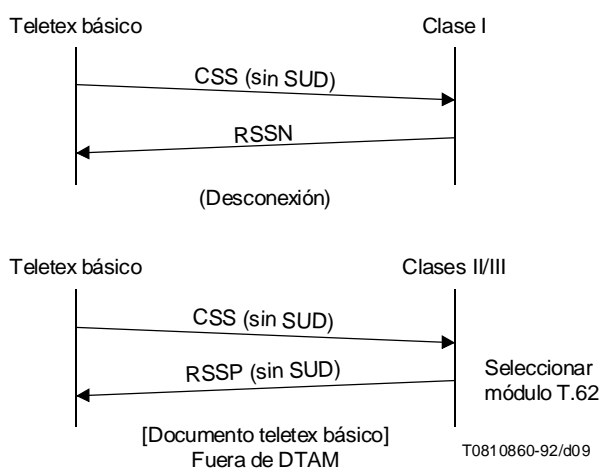 Teletex básico
Clase I
CSS (sin SUD)
RSSN
(Desconexión)
Teletex básico
Clases II/III
CSS (sin SUD)
RSSP (sin SUD)
Seleccionar
módulo T.62
[Documento teletex básico]
Fuera de DTAM
T0810860-92/d09